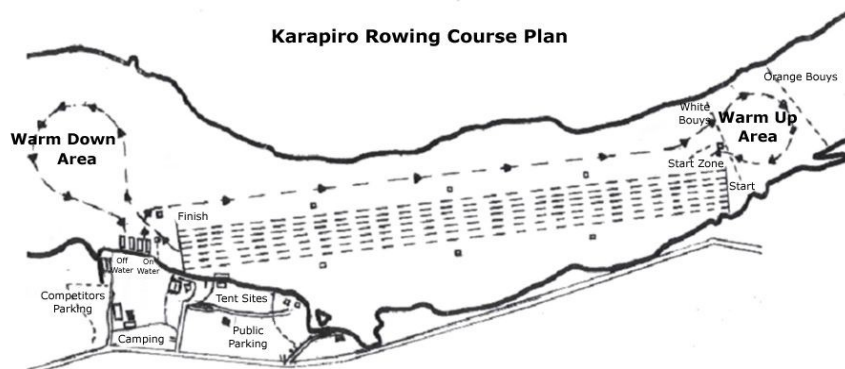 Karapiro Rowing Course Plan
Orange Bouys
White
Bouys
Warm Up
Area
Warm Down
Area
Start Zone
Start
Finish
Off
Water
On
Water
Competitors
Parking
Tent Sites
Public
Parking
Camping